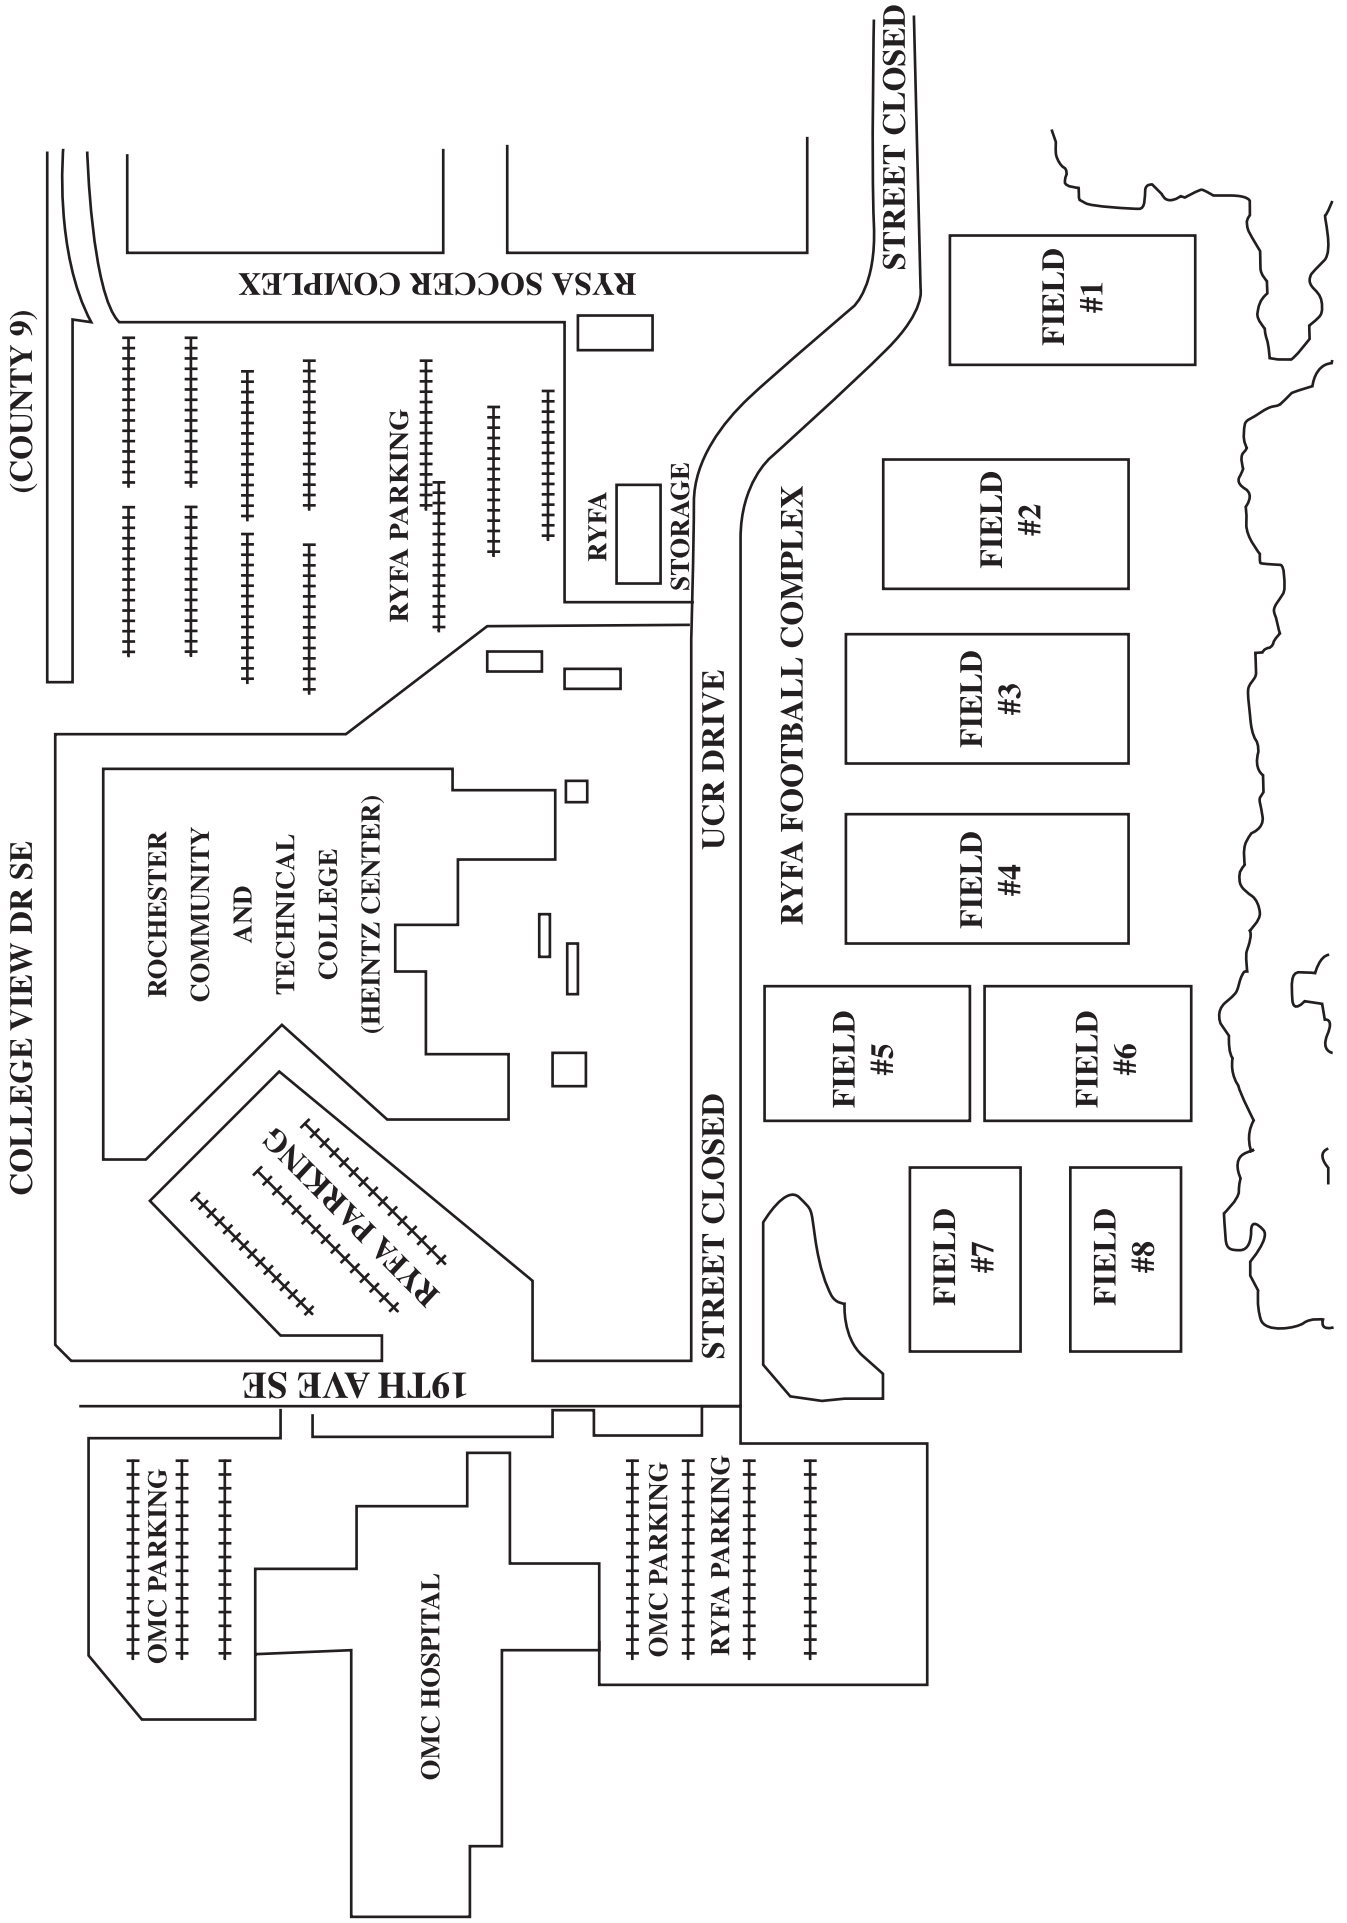 COLLEGE VIEW DR SE
(COUNTY 9)
OMC PARKING
OMC HOSPITAL
OMC PARKING
RYFA PARKING
19TH AVE SE
RYFA PARKING
ROCHESTER
COMMUNITY
AND
TECHNICAL
COLLEGE
(HEINTZ CENTER)
RYFA PARKING
RYSA SOCCER COMPLEX
RYFA
STORAGE
STREET CLOSED
UCR DRIVE
STREET CLOSED
RYFA FOOTBALL COMPLEX
FIELD
#1
FIELD
#2
FIELD
#3
FIELD
#4
FIELD
#5
FIELD
#6
FIELD
#7
FIELD
#8